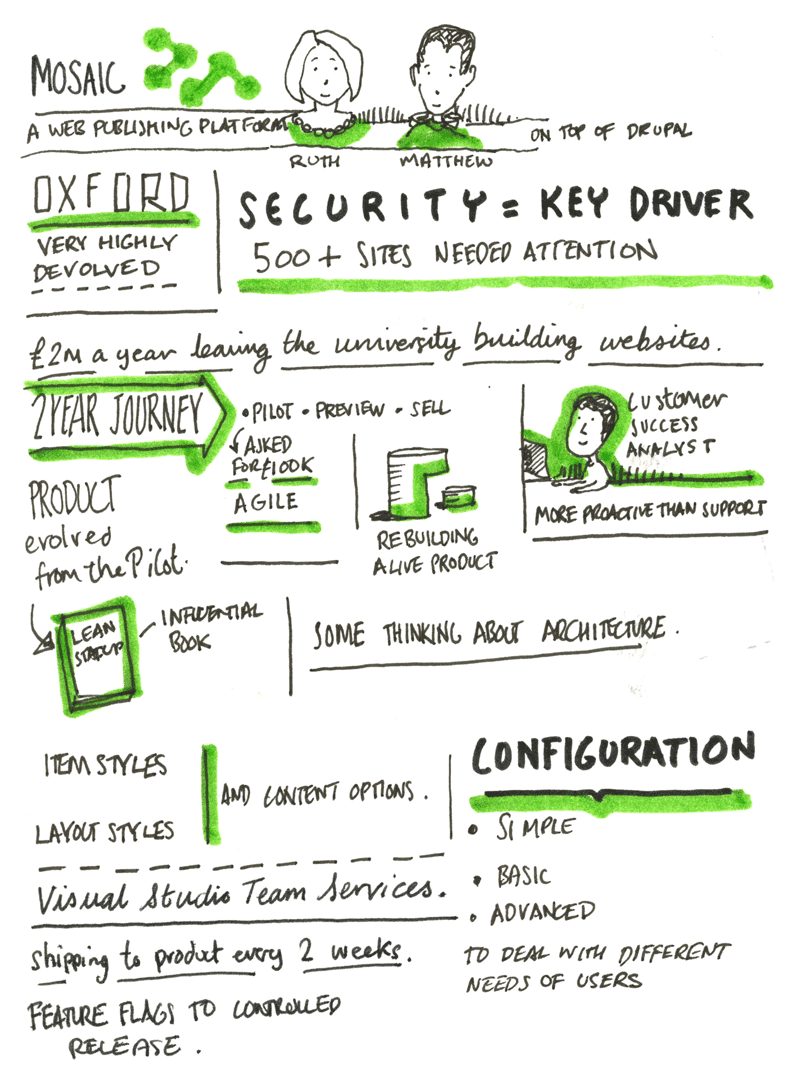 MOSAIC
A WEB PUBLISHING PLATFORM
ON TOP OF DRUPAL
RUTH
MATTHEW
OXFORD
VERY HIGHLY
DEVOLVED
SECURITY = KEY DRIVER
500+ SITES NEEDED ATTENTION
£2M a year leaving the university building websites.
2 YEAR JOURNEY
• PILOT • PREVIEW • SELL
ASKED
FOR £100K
AGILE
PRODUCT
evolved
from the Pilot.
REBUILDING
A LIVE PRODUCT
CUSTOMER
SUCCESS
ANALYST
MORE PROACTIVE THAN SUPPORT
LEAN
STARTUP
INFLUENTIAL
BOOK
SOME THINKING ABOUT ARCHITECTURE.
ITEM STYLES
LAYOUT STYLES
AND CONTENT OPTIONS.
CONFIGURATION
• SIMPLE
• BASIC
• ADVANCED
TO DEAL WITH DIFFERENT
NEEDS OF USERS
Visual Studio Team Services.
shipping to product every 2 weeks.
FEATURE FLAGS TO CONTROLLED
RELEASE.